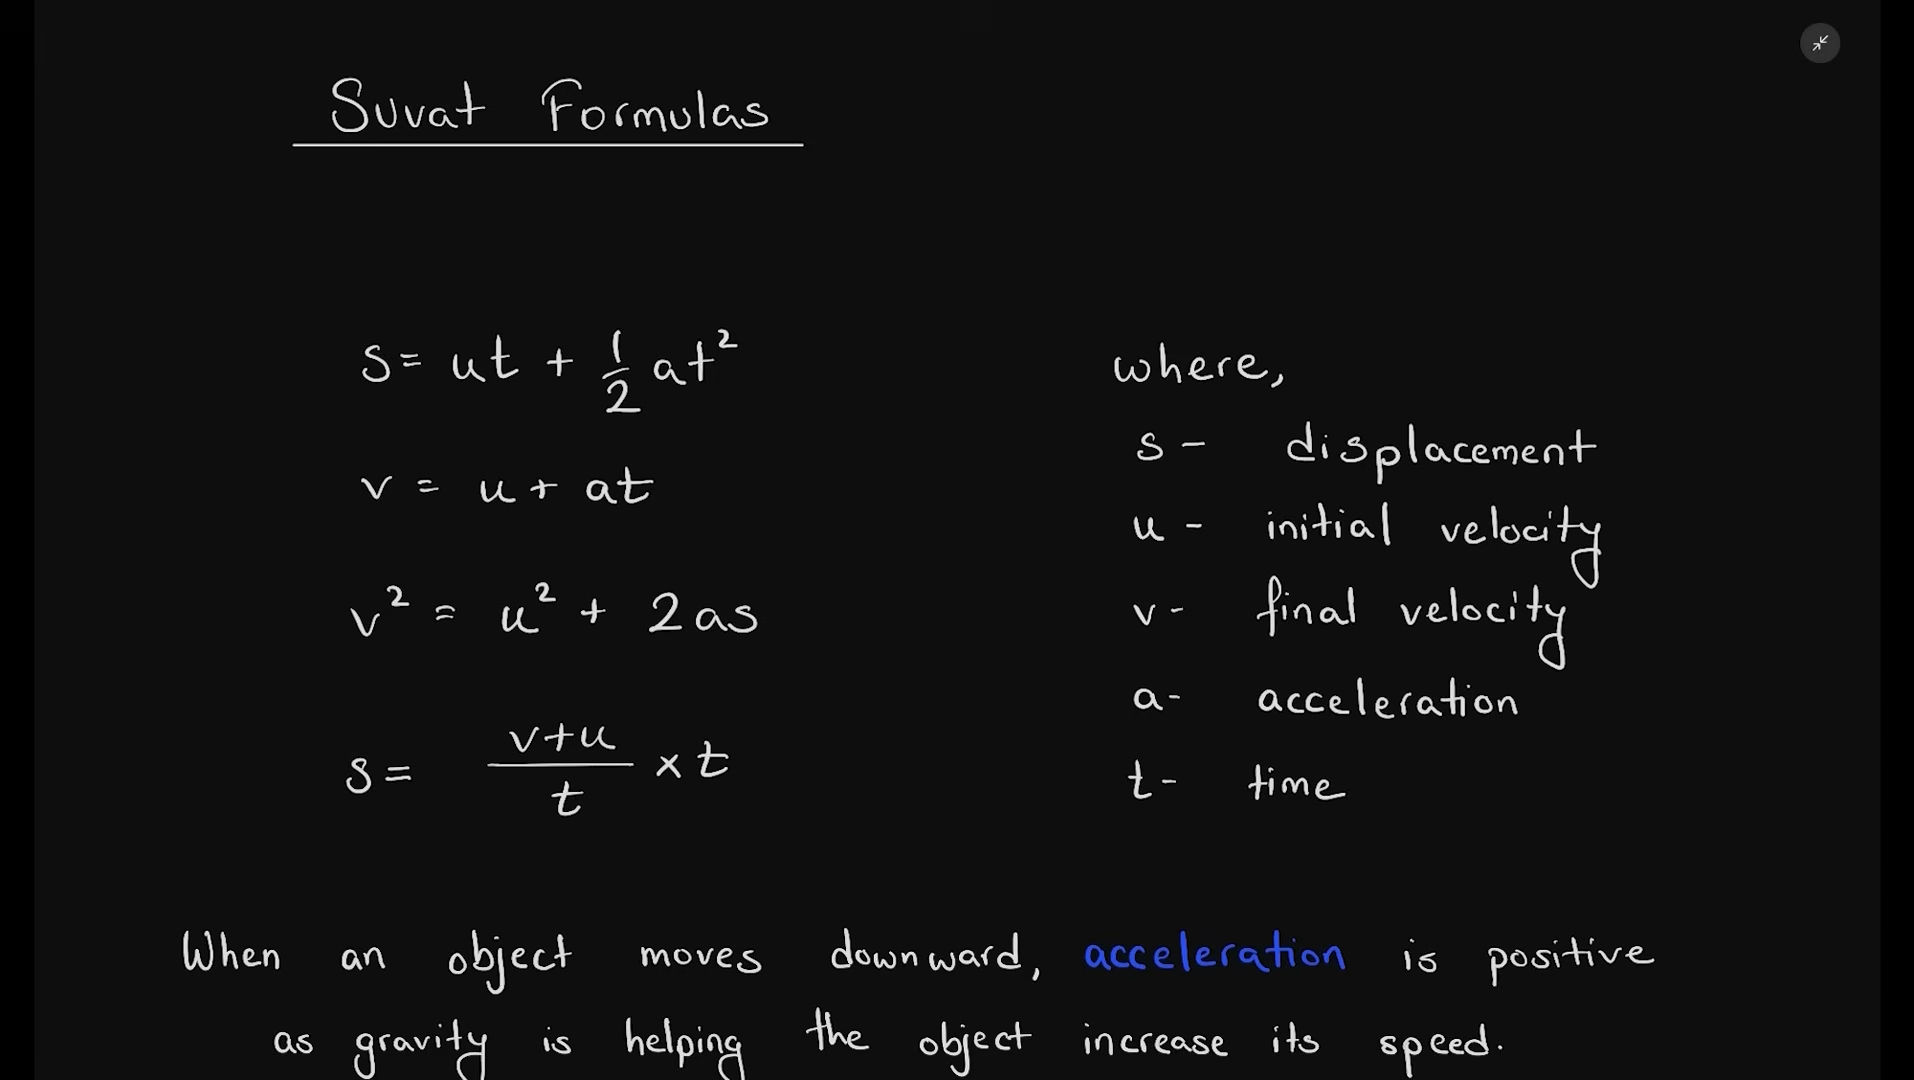 Suvat Formulas
s = ut + 1/2 at²
where,
s - displacement
v = u + at
u - initial velocity
v² = u² + 2as
v - final velocity
a - acceleration
s = (v+u)/t × t
t - time
When an object moves downward, acceleration is positive
as gravity is helping the object increase its speed.